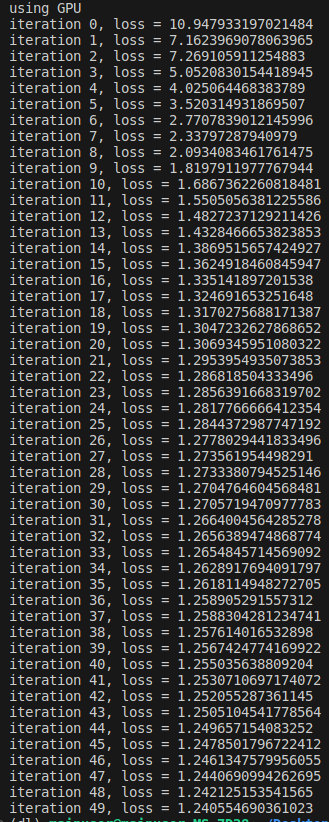 using GPU
iteration 0, loss = 10.947933197021484
iteration 1, loss = 7.1623969078063965
iteration 2, loss = 7.269105911254883
iteration 3, loss = 5.0520830154418945
iteration 4, loss = 4.025064468383789
iteration 5, loss = 3.520314931869507
iteration 6, loss = 2.7707839012145996
iteration 7, loss = 2.33797287940979
iteration 8, loss = 2.0934083461761475
iteration 9, loss = 1.8197911977767944
iteration 10, loss = 1.6867362260818481
iteration 11, loss = 1.5505056381225586
iteration 12, loss = 1.4827237129211426
iteration 13, loss = 1.4328466653823853
iteration 14, loss = 1.3869515657424927
iteration 15, loss = 1.3624918460845947
iteration 16, loss = 1.335141897201538
iteration 17, loss = 1.324691653251648
iteration 18, loss = 1.3170275688171387
iteration 19, loss = 1.3047232627868652
iteration 20, loss = 1.3069345951080322
iteration 21, loss = 1.2953954935073853
iteration 22, loss = 1.286818504333496
iteration 23, loss = 1.2856391668319702
iteration 24, loss = 1.2817766666412354
iteration 25, loss = 1.2844372987747192
iteration 26, loss = 1.2778029441833496
iteration 27, loss = 1.273561954498291
iteration 28, loss = 1.2733380794525146
iteration 29, loss = 1.2704764604568481
iteration 30, loss = 1.2705719470977783
iteration 31, loss = 1.2664004564285278
iteration 32, loss = 1.2656389474868774
iteration 33, loss = 1.2654845714569092
iteration 34, loss = 1.2628917694091797
iteration 35, loss = 1.2618114948272705
iteration 36, loss = 1.258905291557312
iteration 37, loss = 1.2588304281234741
iteration 38, loss = 1.257614016532898
iteration 39, loss = 1.2567424774169922
iteration 40, loss = 1.255035638809204
iteration 41, loss = 1.2530710697174072
iteration 42, loss = 1.252055287361145
iteration 43, loss = 1.2505104541778564
iteration 44, loss = 1.249657154083252
iteration 45, loss = 1.2478501796722412
iteration 46, loss = 1.2461347579956055
iteration 47, loss = 1.2440690994262695
iteration 48, loss = 1.242125153541565
iteration 49, loss = 1.240554690361023